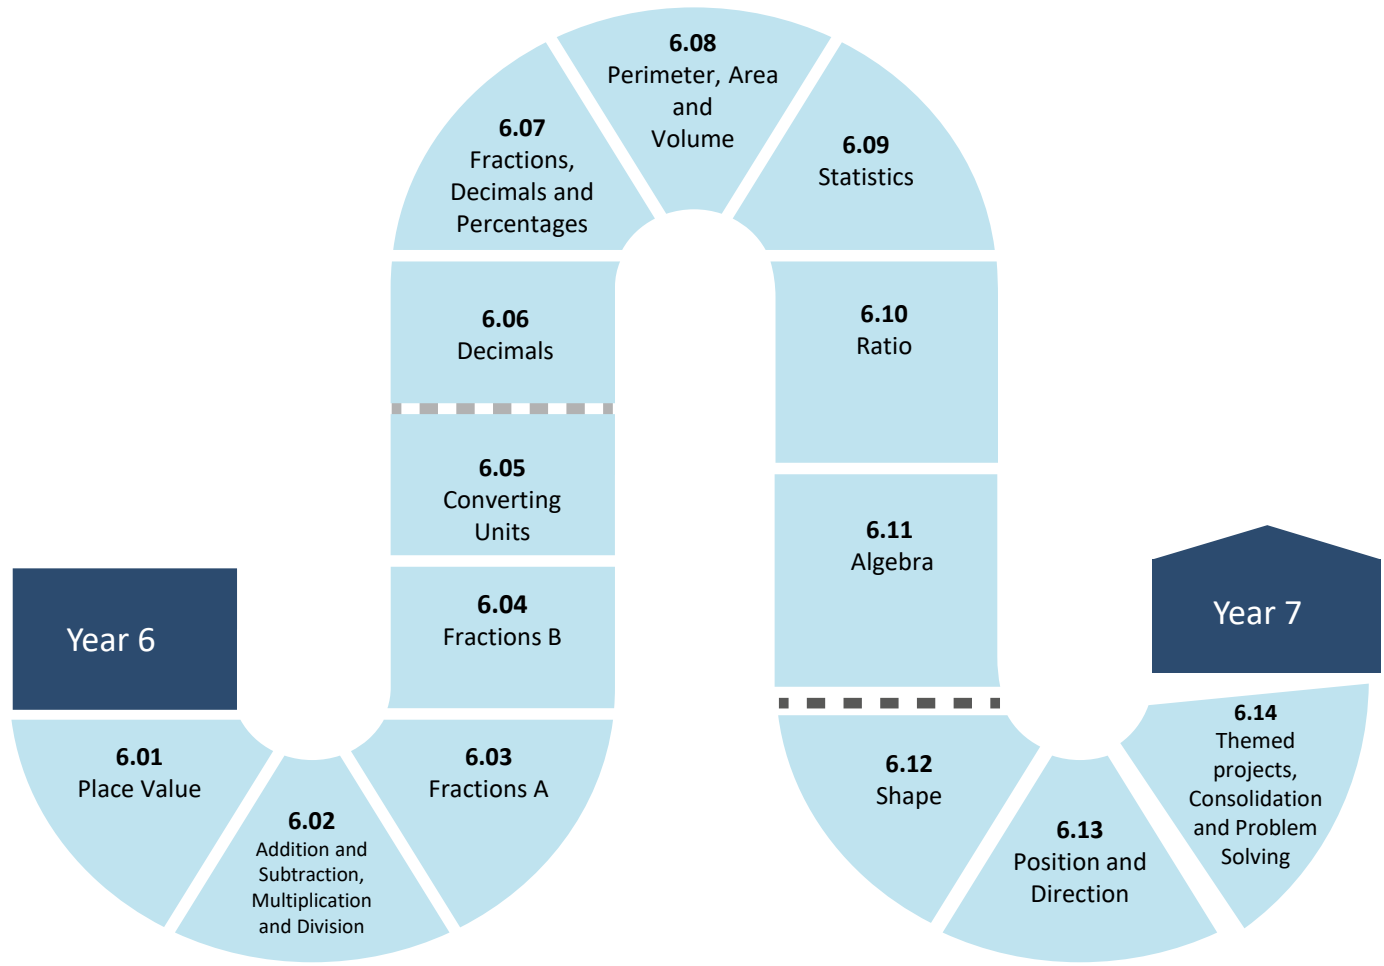 Year 6
6.01
Place Value
6.02
Addition and
Subtraction,
Multiplication
and Division
6.03
Fractions A
6.04
Fractions B
6.05
Converting
Units
6.06
Decimals
6.07
Fractions,
Decimals and
Percentages
6.08
Perimeter, Area
and
Volume
6.09
Statistics
6.10
Ratio
6.11
Algebra
6.12
Shape
6.13
Position and
Direction
6.14
Themed
projects,
Consolidation
and Problem
Solving
Year 7